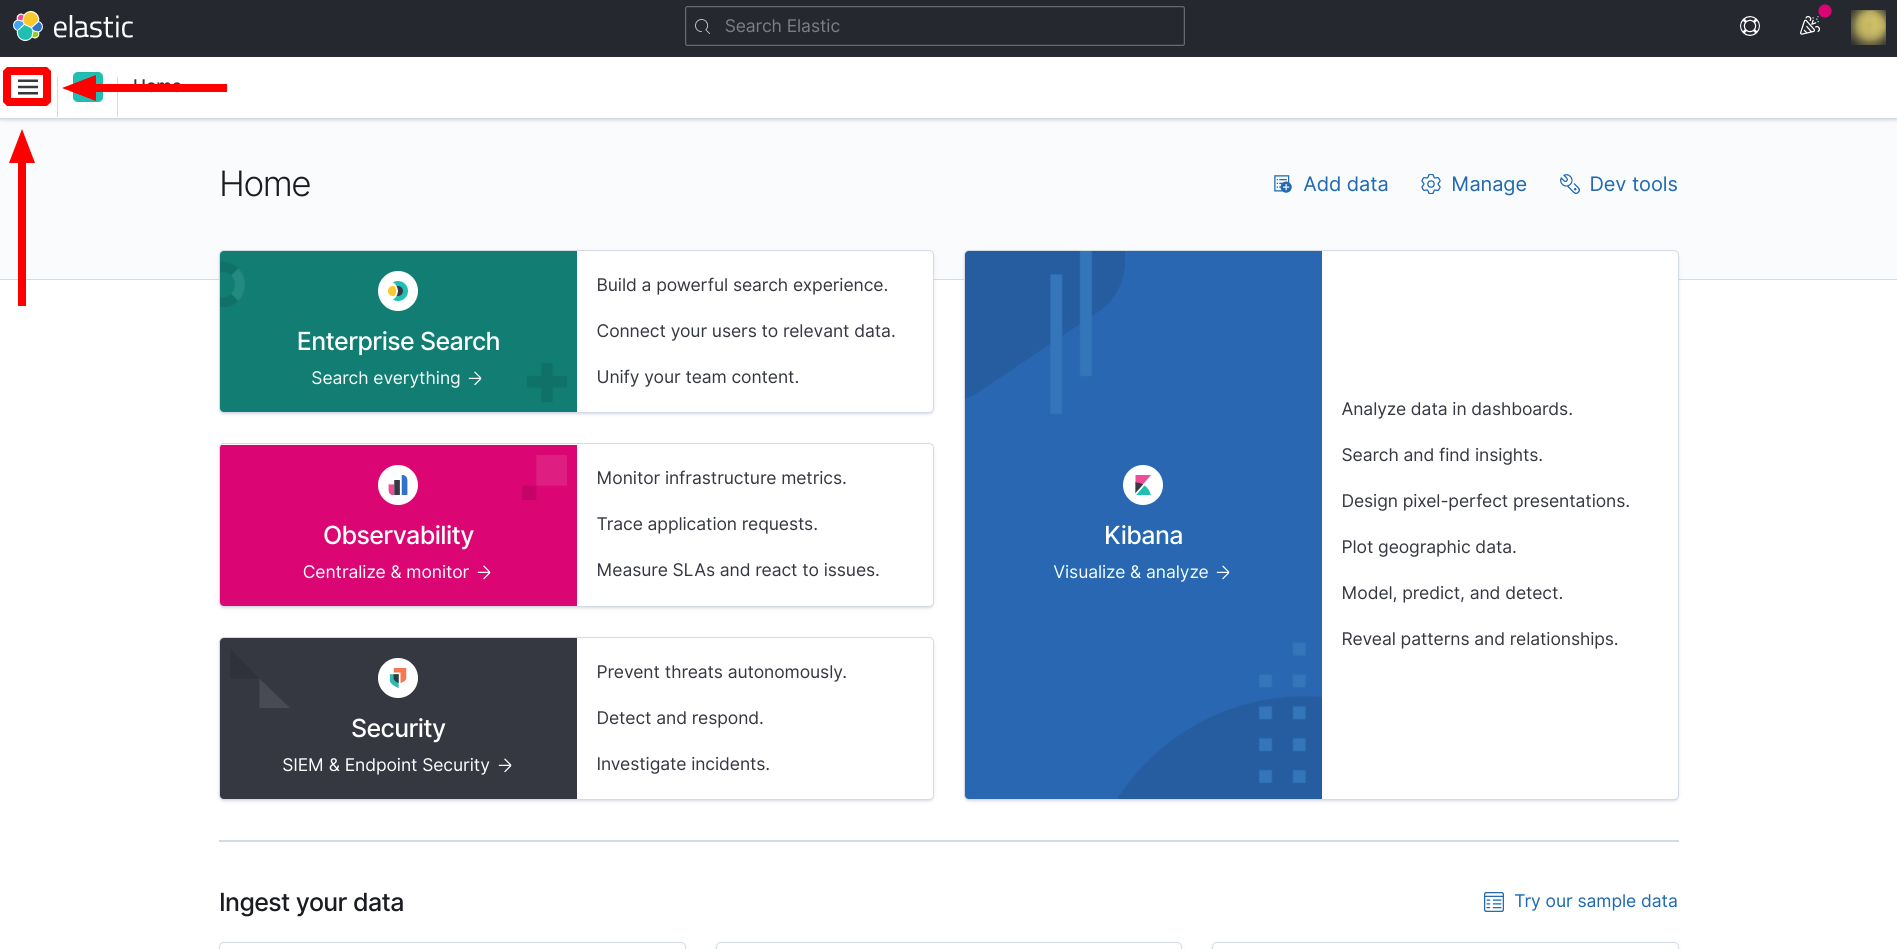 elastic
Search Elastic
Home
Home
Add data
Manage
Dev tools
Enterprise Search
Search everything →
Build a powerful search experience.
Connect your users to relevant data.
Unify your team content.
Observability
Centralize & monitor →
Monitor infrastructure metrics.
Trace application requests.
Measure SLAs and react to issues.
Security
SIEM & Endpoint Security →
Prevent threats autonomously.
Detect and respond.
Investigate incidents.
Kibana
Visualize & analyze →
Analyze data in dashboards.
Search and find insights.
Design pixel-perfect presentations.
Plot geographic data.
Model, predict, and detect.
Reveal patterns and relationships.
Ingest your data
Try our sample data